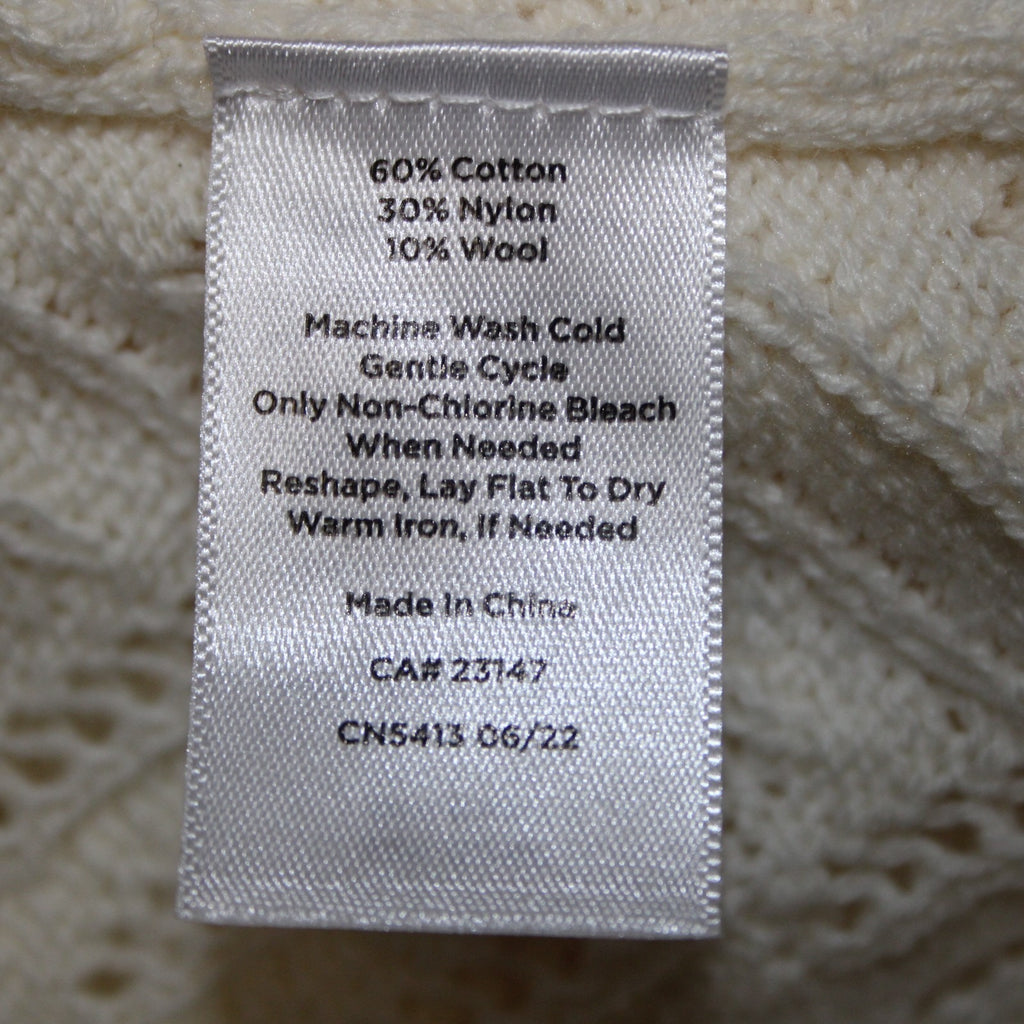 60% Cotton
30% Nylon
10% Wool
Machine Wash Cold
Gentle Cycle
Only Non-Chlorine Bleach
When Needed
Reshape, Lay Flat To Dry
Warm Iron, If Needed
Made In China
CA# 23147
CN5413 06/22